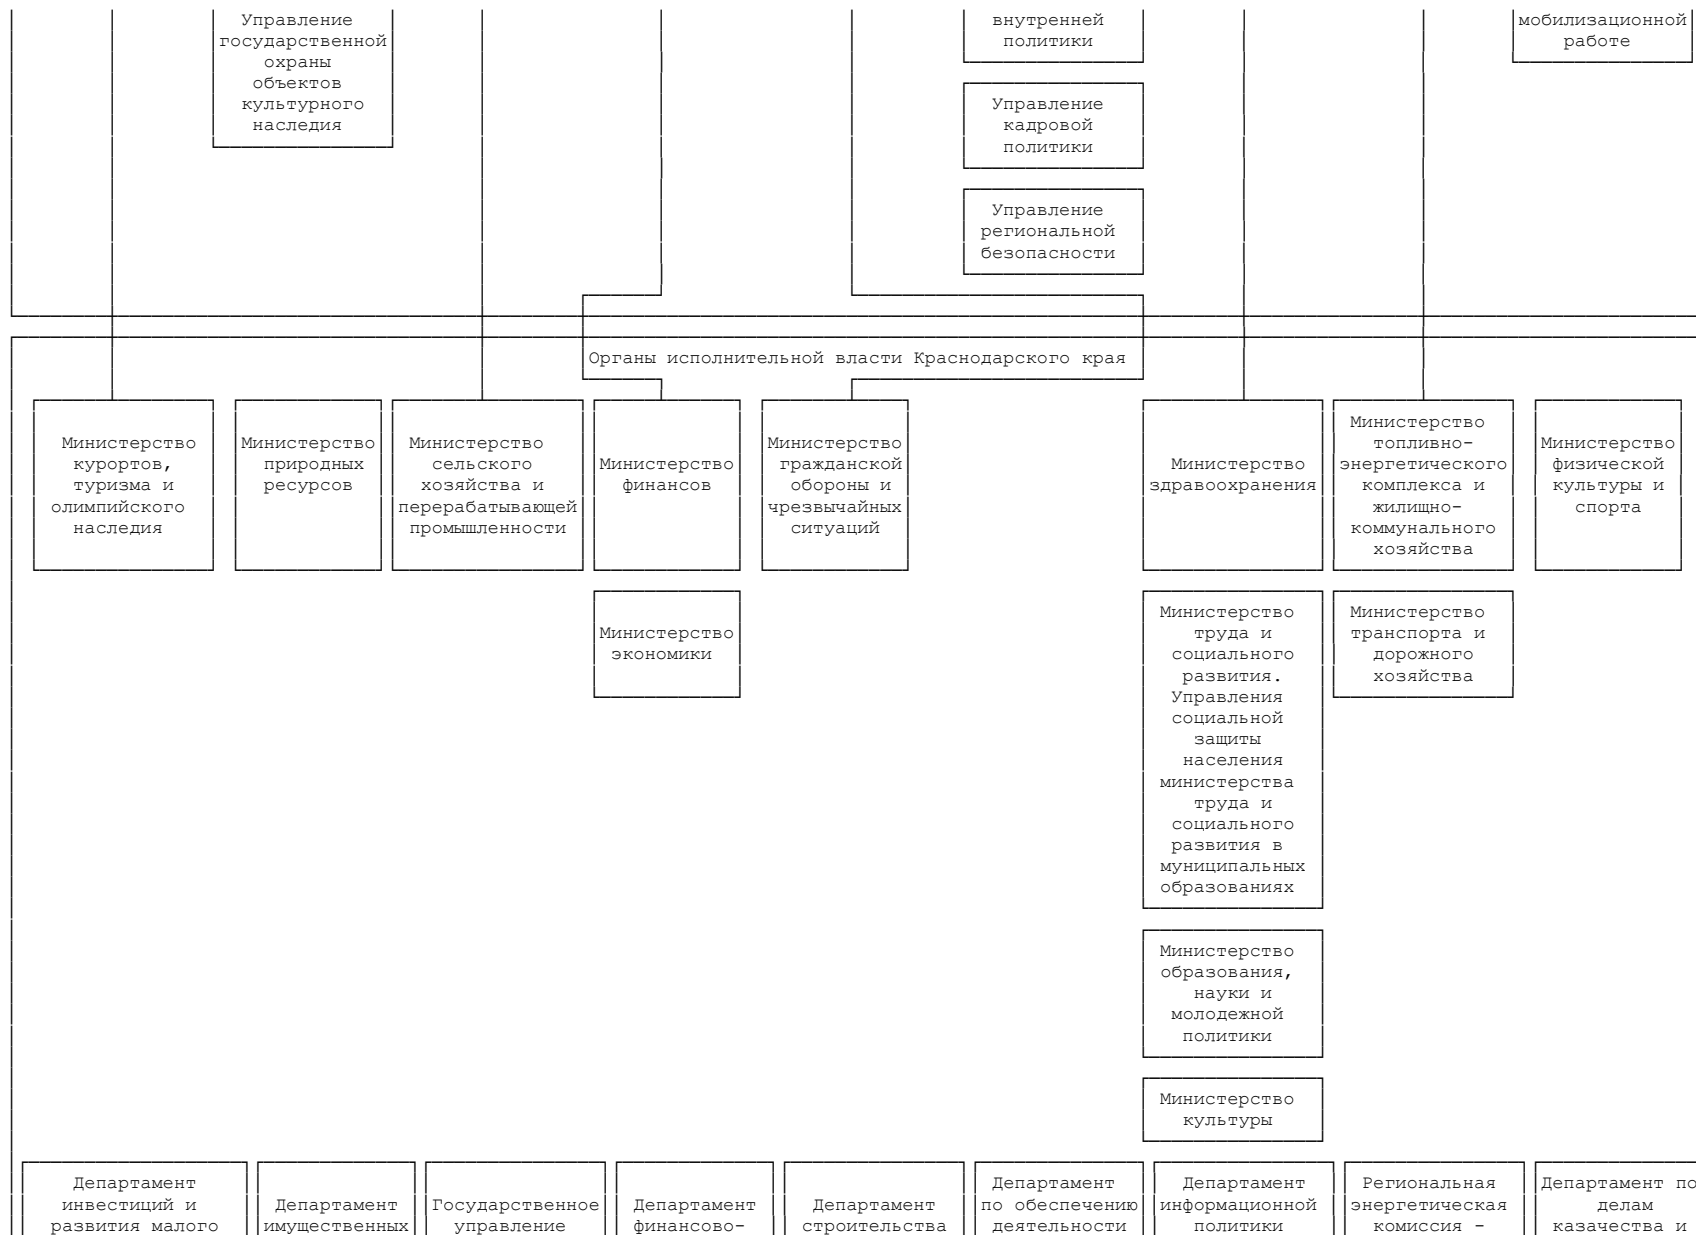 Управление
государственной
охраны
объектов
культурного
наследия
внутренней
политики
мобилизационной
работе
Управление
кадровой
политики
Управление
региональной
безопасности
Органы исполнительной власти Краснодарского края
Министерство
курортов,
туризма и
олимпийского
наследия
Министерство
природных
ресурсов
Министерство
сельского
хозяйства и
перерабатывающей
промышленности
Министерство
финансов
Министерство
гражданской
обороны и
чрезвычайных
ситуаций
Министерство
здравоохранения
Министерство
топливно-
энергетического
комплекса и
жилищно-
коммунального
хозяйства
Министерство
физической
культуры и
спорта
Министерство
экономики
Министерство
труда и
социального
развития.
Управления
социальной
защиты
населения
министерства
труда и
социального
развития в
муниципальных
образованиях
Министерство
транспорта и
дорожного
хозяйства
Министерство
образования,
науки и
молодежной
политики
Министерство
культуры
Департамент
инвестиций и
развития малого
Департамент
имущественных
Государственное
управление
Департамент
финансово-
Департамент
строительства
Департамент
по обеспечению
деятельности
Департамент
информационной
политики
Региональная
энергетическая
комиссия -
Департамент по
делам
казачества и